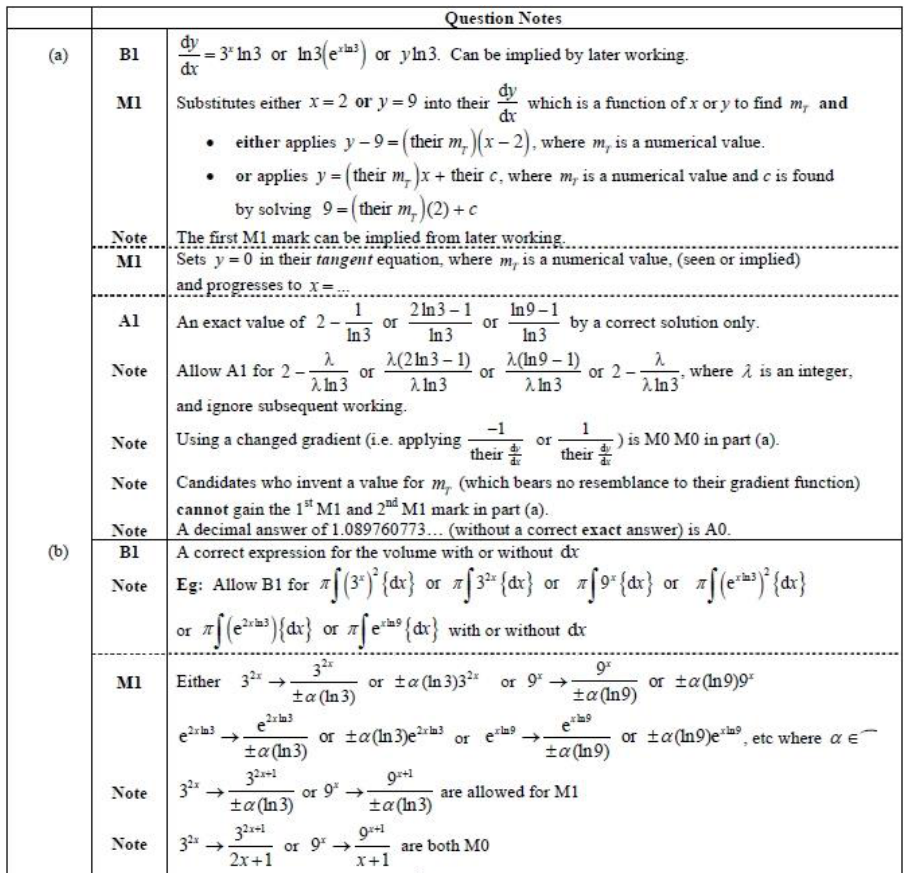 Question Notes
(a) B1 dy/dx = 3^x ln3 or ln3(e^{xln3}) or yln3. Can be implied by later working.
M1 Substitutes either x = 2 or y = 9 into their dy/dx which is a function of x or y to find m_T and
• either applies y − 9 = (their m_T)(x − 2), where m_T is a numerical value.
• or applies y = (their m_T)x + their c, where m_T is a numerical value and c is found
by solving 9 = (their m_T)(2) + c
Note The first M1 mark can be implied from later working.
M1 Sets y = 0 in their tangent equation, where m_T is a numerical value, (seen or implied)
and progresses to x = ...
A1 An exact value of 2 − 1/ln3 or (2ln3 − 1)/ln3 or (ln9 − 1)/ln3 by a correct solution only.
Note Allow A1 for 2 − λ/(λ ln3) or λ(2ln3 − 1)/(λ ln3) or λ(ln9 − 1)/(λ ln3) or 2 − λ/(λ ln3), where λ is an integer,
and ignore subsequent working.
Note Using a changed gradient (i.e. applying −1/(their dy/dx) or 1/(their dy/dx)) is M0 M0 in part (a).
Note Candidates who invent a value for m_T (which bears no resemblance to their gradient function)
cannot gain the 1st M1 and 2nd M1 mark in part (a).
Note A decimal answer of 1.089760773... (without a correct exact answer) is A0.
(b) B1 A correct expression for the volume with or without dx
Note Eg: Allow B1 for π∫(3^x)^2 {dx} or π∫3^{2x} {dx} or π∫9^x {dx} or π∫(e^{xln3})^2 {dx}
or π∫(e^{2xln3}){dx} or π∫e^{xln9} {dx} with or without dx
M1 Either 3^{2x} → 3^{2x}/(±α(ln3)) or ±α(ln3)3^{2x} or 9^x → 9^x/(±α(ln9)) or ±α(ln9)9^x
e^{2xln3} → e^{2xln3}/(±α(ln3)) or ±α(ln3)e^{2xln3} or e^{xln9} → e^{xln9}/(±α(ln9)) or ±α(ln9)e^{xln9}, etc where α ∈
Note 3^{2x} → 3^{2x+1}/(±α(ln3)) or 9^x → 9^{x+1}/(±α(ln3)) are allowed for M1
Note 3^{2x} → 3^{2x+1}/(2x+1) or 9^x → 9^{x+1}/(x+1) are both M0